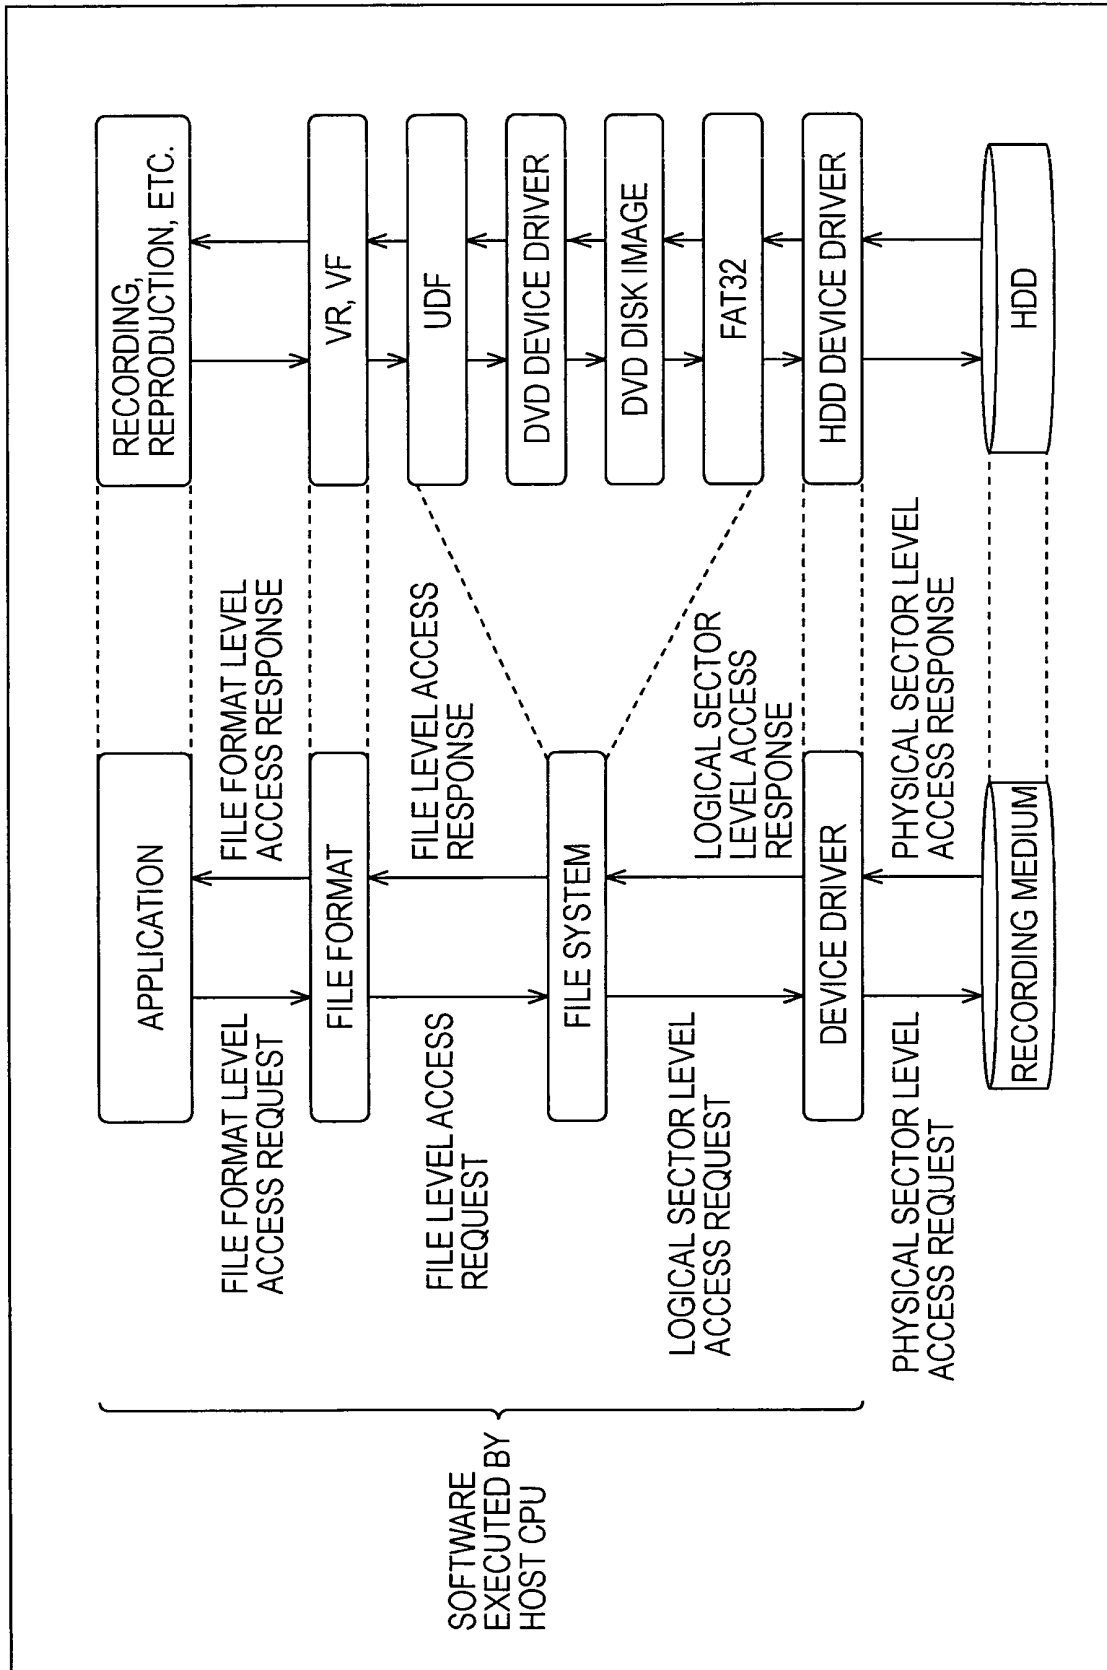 SOFTWARE
EXECUTED BY
HOST CPU
APPLICATION
FILE FORMAT LEVEL
ACCESS REQUEST
FILE FORMAT LEVEL
ACCESS RESPONSE
FILE FORMAT
FILE LEVEL ACCESS
REQUEST
FILE LEVEL ACCESS
RESPONSE
FILE SYSTEM
LOGICAL SECTOR LEVEL
ACCESS REQUEST
LOGICAL SECTOR
LEVEL ACCESS
RESPONSE
DEVICE DRIVER
PHYSICAL SECTOR LEVEL
ACCESS REQUEST
PHYSICAL SECTOR LEVEL
ACCESS RESPONSE
RECORDING MEDIUM
RECORDING,
REPRODUCTION, ETC.
VR, VF
UDF
DVD DEVICE DRIVER
DVD DISK IMAGE
FAT32
HDD DEVICE DRIVER
HDD